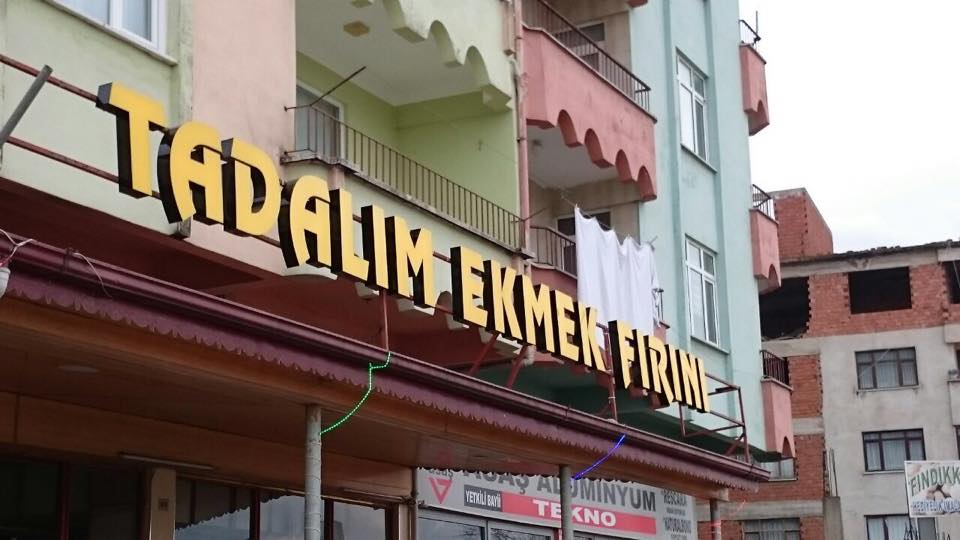 TADALIM EKMEK FIRINI
ALÜMİNYUM
YETKİLİ BAYİİ
TEKNO
FINDIKK